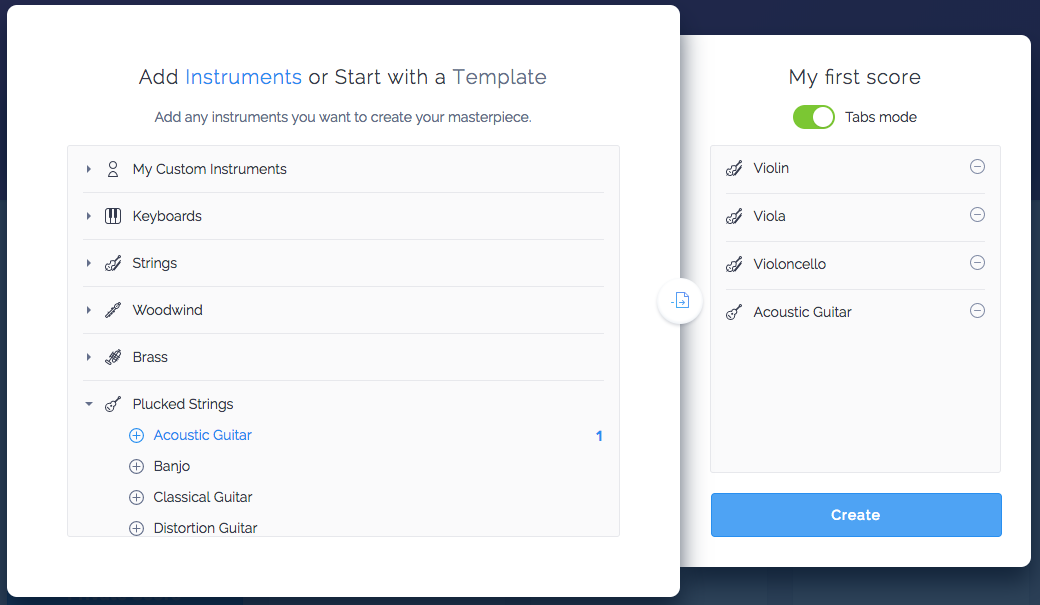 Add Instruments or Start with a Template
Add any instruments you want to create your masterpiece.
My Custom Instruments
Keyboards
Strings
Woodwind
Brass
Plucked Strings
Acoustic Guitar 1
Banjo
Classical Guitar
Distortion Guitar
My first score
Tabs mode
Violin
Viola
Violoncello
Acoustic Guitar
Create